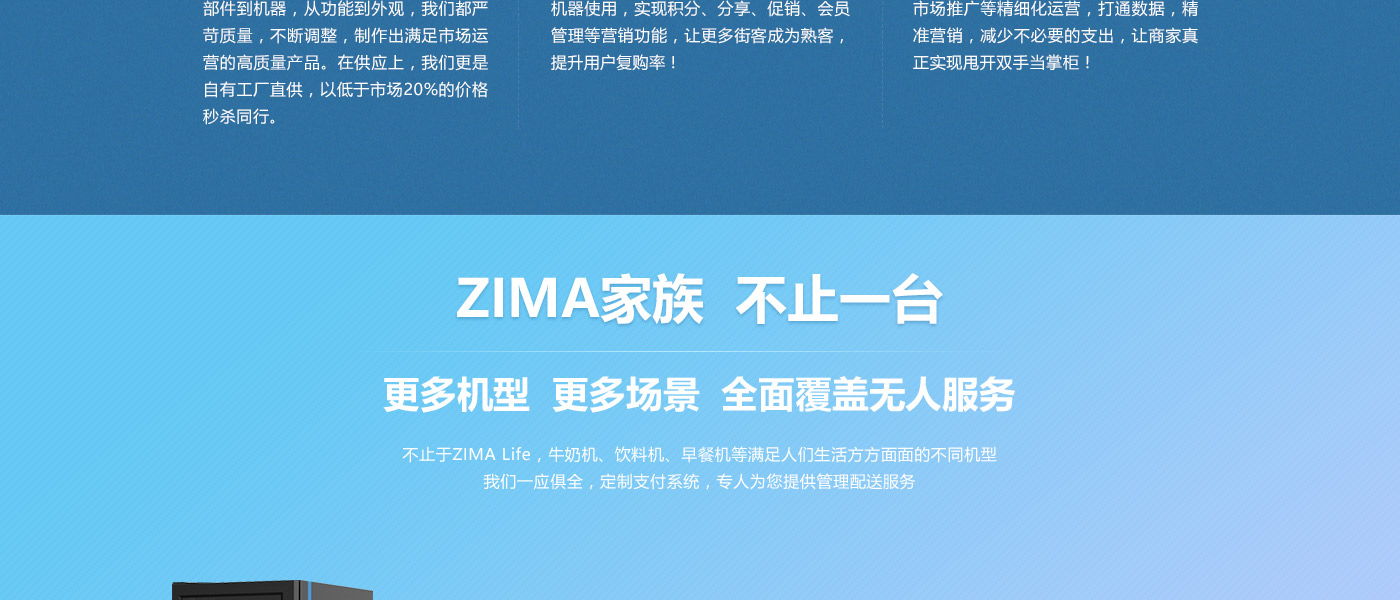 部件到机器，从功能到外观，我们都严
苛质量，不断调整，制作出满足市场运
营的高质量产品。在供应上，我们更是
自有工厂直供，以低于市场20%的价格
秒杀同行。
机器使用，实现积分、分享、促销、会员
管理等营销功能，让更多街客成为熟客，
提升用户复购率！
市场推广等精细化运营，打通数据，精
准营销，减少不必要的支出，让商家真
正实现甩开双手当掌柜！
ZIMA家族 不止一台
更多机型 更多场景 全面覆盖无人服务
不止于ZIMA Life，牛奶机、饮料机、早餐机等满足人们生活方方面面的不同机型
我们一应俱全，定制支付系统，专人为您提供管理配送服务